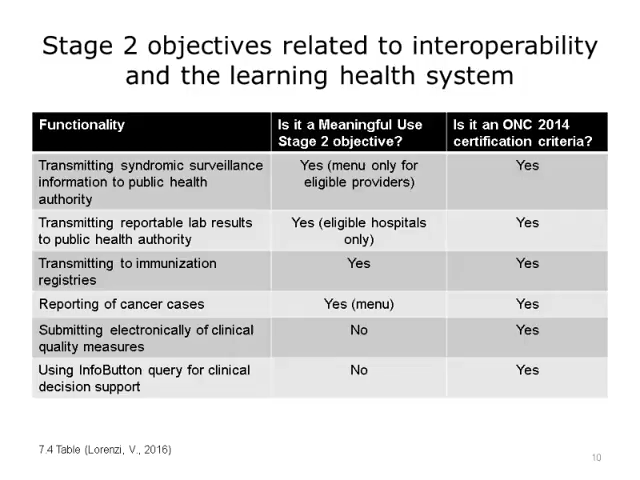 Stage 2 objectives related to interoperability
and the learning health system
Functionality
Is it a Meaningful Use
Stage 2 objective?
Is it an ONC 2014
certification criteria?
Transmitting syndromic surveillance
information to public health
authority
Yes (menu only for
eligible providers)
Yes
Transmitting reportable lab results
to public health authority
Yes (eligible hospitals
only)
Yes
Transmitting to immunization
registries
Yes
Yes
Reporting of cancer cases
Yes (menu)
Yes
Submitting electronically of clinical
quality measures
No
Yes
Using InfoButton query for clinical
decision support
No
Yes
7.4 Table (Lorenzi, V., 2016)
10